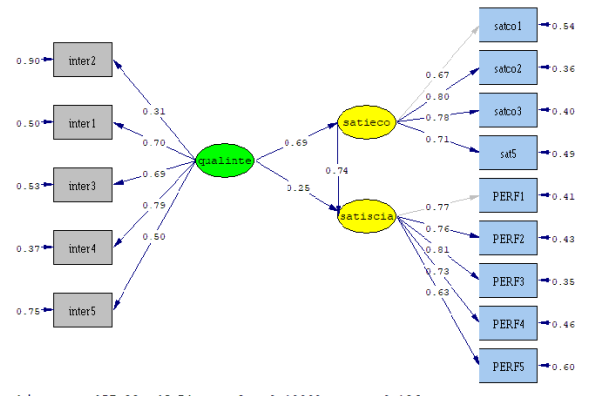 satco1
0.54
0.90 inter2
0.67
satco2
0.36
0.31
0.80
satco3
0.40
0.50 inter1
satieco
0.78
0.70
0.71
sat5
0.49
0.69
qualinte
0.69
0.74
0.53 inter3
0.25
PERF1
0.41
0.79
satiscia
0.77
0.76
PERF2
0.43
0.50
0.81
0.37 inter4
0.73
PERF3
0.35
0.63
0.75 inter5
PERF4
0.46
PERF5
0.60